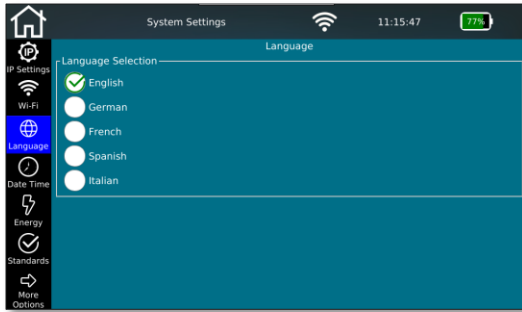 System Settings
11:15:47
77%
Language
IP
IP Settings
Wi-Fi
Language
Date Time
Energy
Standards
More
Options
Language Selection
English
German
French
Spanish
Italian